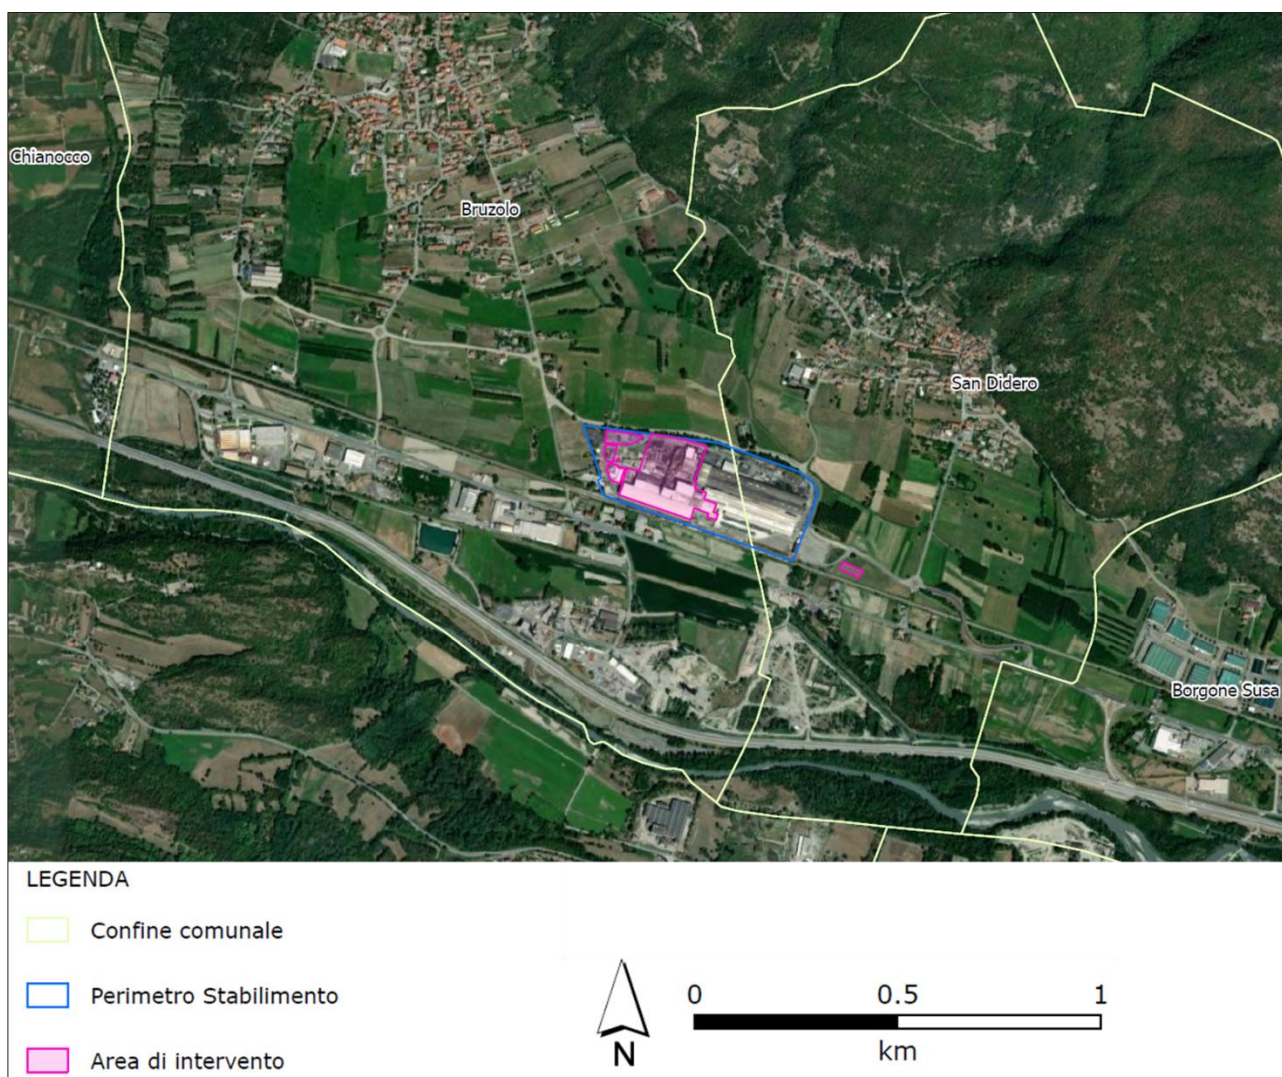 Chianocco
Bruzolo
San Didero
Borgone Susa
LEGENDA
Confine comunale
Perimetro Stabilimento
Area di intervento
N
0 0.5 1
km